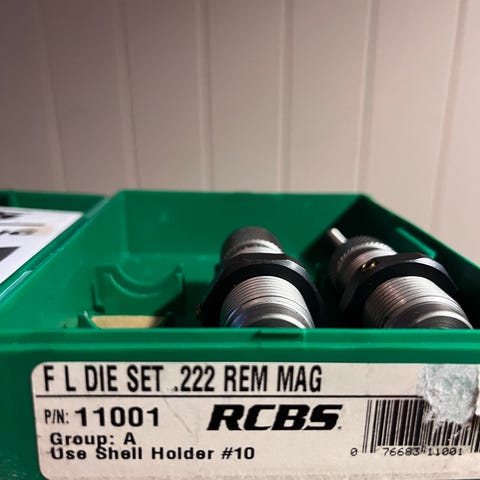 F L DIE SET .222 REM MAG
P/N: 11001 RCBS.
Group: A
Use Shell Holder #10
0 76683 11001